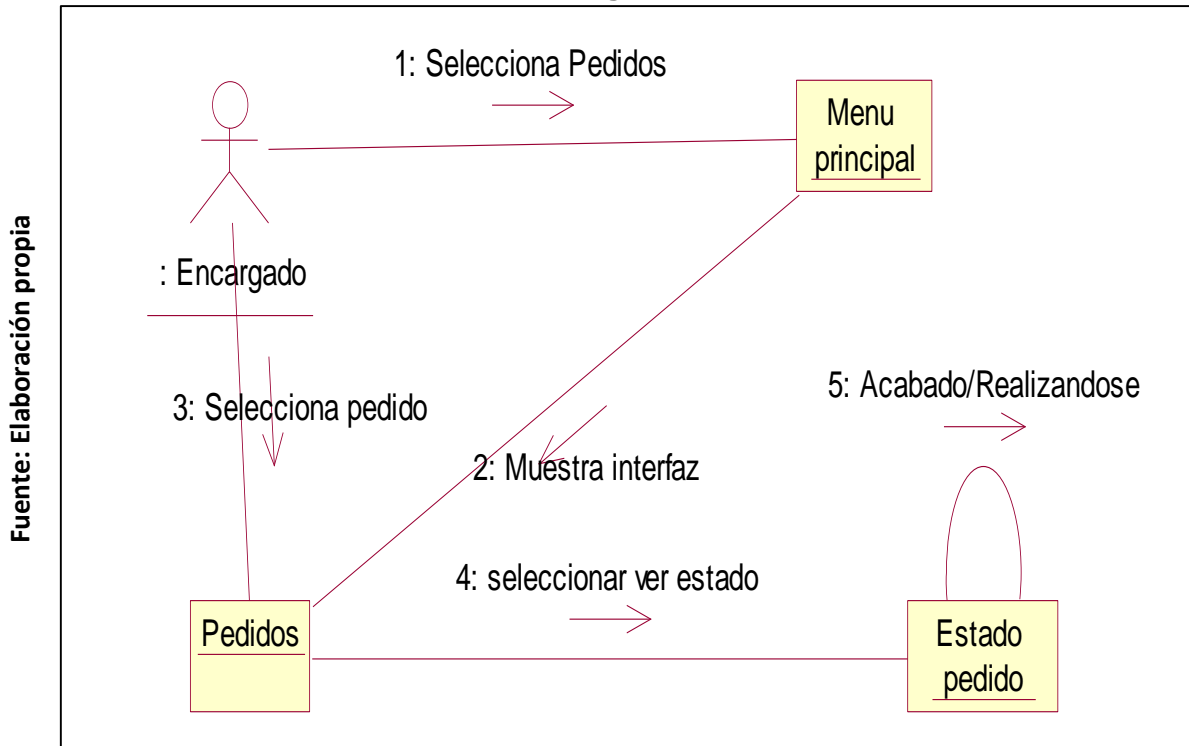 1: Selecciona Pedidos
Menu
principal
: Encargado
3: Selecciona pedido
2: Muestra interfaz
5: Acabado/Realizandose
4: seleccionar ver estado
Pedidos
Estado
pedido
Fuente: Elaboración propia